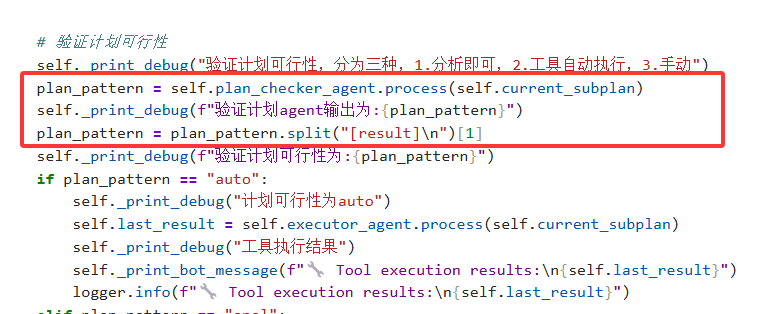 # 验证计划可行性
self._print_debug("验证计划可行性，分为三种，1.分析即可，2.工具自动执行，3.手动")
plan_pattern = self.plan_checker_agent.process(self.current_subplan)
self._print_debug(f"验证计划agent输出为:{plan_pattern}")
plan_pattern = plan_pattern.split("[result]\n")[1]
self._print_debug(f"验证计划可行性为:{plan_pattern}")
if plan_pattern == "auto":
    self._print_debug("计划可行性为auto")
    self.last_result = self.executor_agent.process(self.current_subplan)
    self._print_debug("工具执行结果")
    self._print_bot_message(f"🔧 Tool execution results:\n{self.last_result}")
    logger.info(f"🔧 Tool execution results:\n{self.last_result}")